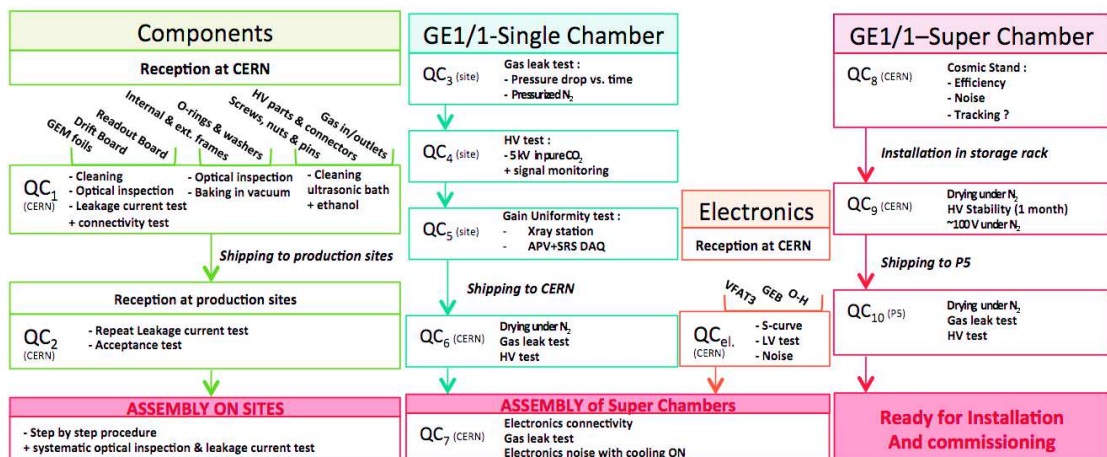 Components
Reception at CERN
GEM foils
Drift Board
Readout Board
Internal & ext. frames
O-rings & washers
Screws, nuts & pins
HV parts & connectors
Gas in/outlets
QC1 (CERN)
- Cleaning
- Optical inspection
- Leakage current test
+ connectivity test
- Optical inspection
- Baking in vacuum
- Cleaning
ultrasonic bath
+ ethanol
Shipping to production sites
Reception at production sites
QC2 (CERN)
- Repeat Leakage current test
- Acceptance test
ASSEMBLY ON SITES
- Step by step procedure
+ systematic optical inspection & leakage current test
GE1/1-Single Chamber
QC3 (site)
Gas leak test :
- Pressure drop vs. time
- Pressurized N2
QC4 (site)
HV test :
- 5 kV in pure CO2
+ signal monitoring
QC5 (site)
Gain Uniformity test :
- Xray station
- APV+SRS DAQ
Shipping to CERN
QC6 (CERN)
Drying under N2
Gas leak test
HV test
Electronics
Reception at CERN
VFAT3
GEB
O-H
QCel. (CERN)
- S-curve
- LV test
- Noise
ASSEMBLY of Super Chambers
QC7 (CERN)
Electronics connectivity
Gas leak test
Electronics noise with cooling ON
GE1/1–Super Chamber
QC8 (CERN)
Cosmic Stand :
- Efficiency
- Noise
- Tracking ?
Installation in storage rack
QC9 (CERN)
Drying under N2
HV Stability (1 month)
~100 V under N2
Shipping to P5
QC10 (P5)
Drying under N2
Gas leak test
HV test
Ready for Installation
And commissioning